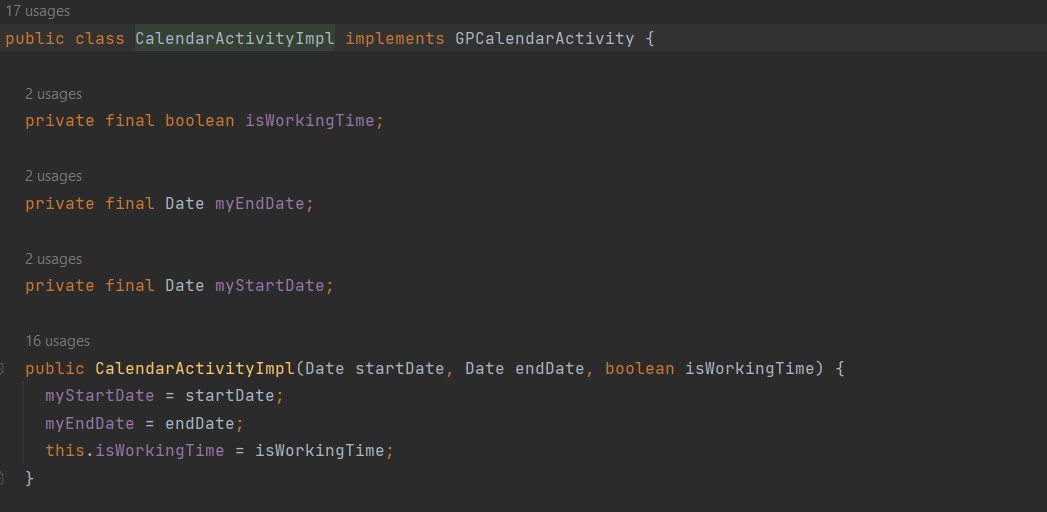 17 usages
public class CalendarActivityImpl implements GPCalendarActivity {
2 usages
private final boolean isWorkingTime;
2 usages
private final Date myEndDate;
2 usages
private final Date myStartDate;
16 usages
public CalendarActivityImpl(Date startDate, Date endDate, boolean isWorkingTime) {
myStartDate = startDate;
myEndDate = endDate;
this.isWorkingTime = isWorkingTime;
}